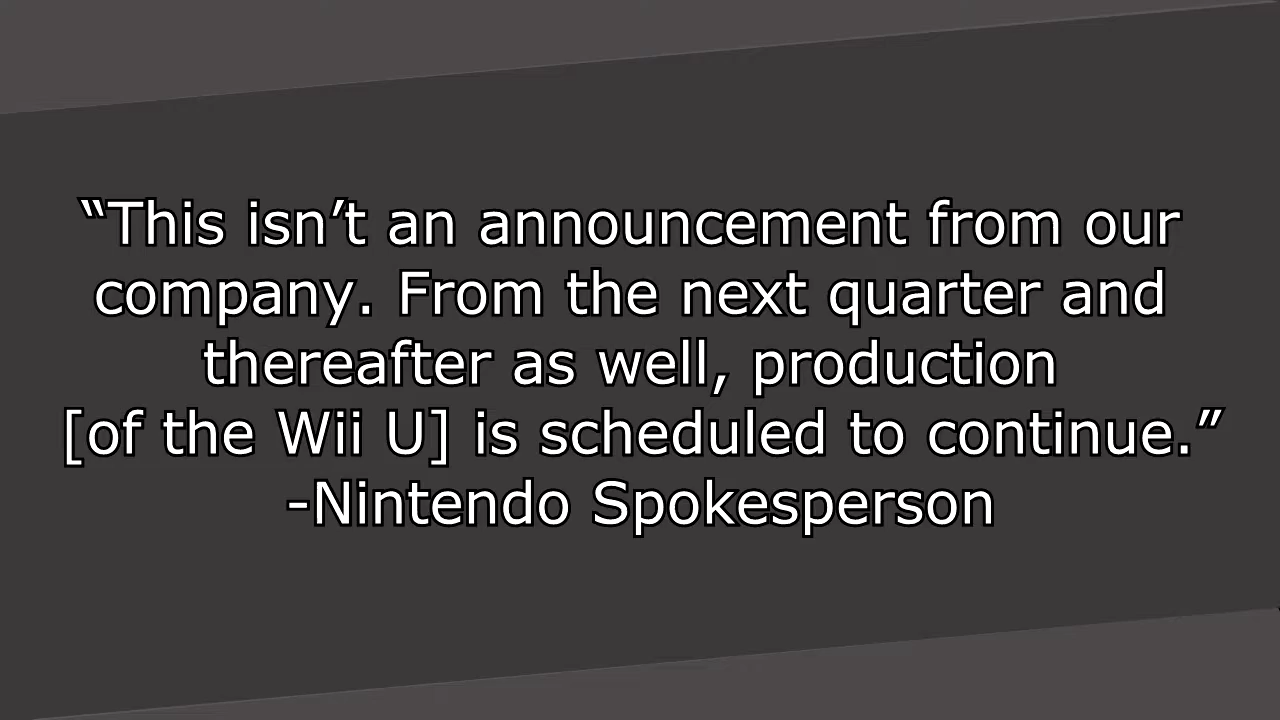 “This isn’t an announcement from our
company. From the next quarter and
thereafter as well, production
[of the Wii U] is scheduled to continue.”
-Nintendo Spokesperson